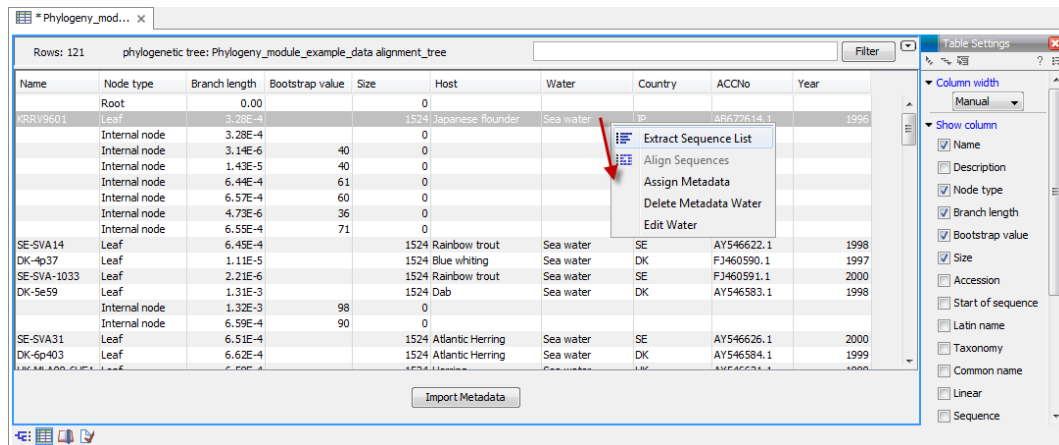 * Phylogeny_mod... x
Rows: 121 phylogenetic tree: Phylogeny_module_example_data alignment_tree Filter
Table Settings
Name Node type Branch length Bootstrap value Size Host Water Country ACCNo Year
Column width
Manual
Root 0.00 0
KRRV9601 Leaf 3.28E-4 1524 Japanese flounder Sea water JP AB672614.1 1996
Show column
Internal node 3.28E-4 0
Internal node 3.14E-6 40 0
Internal node 1.43E-5 40 0
Internal node 6.44E-4 61 0
Internal node 6.57E-4 60 0
Internal node 4.73E-6 36 0
Internal node 6.55E-4 71 0
Extract Sequence List
Align Sequences
Assign Metadata
Delete Metadata Water
Edit Water
SE-SVA14 Leaf 6.45E-4 1524 Rainbow trout Sea water SE AY546622.1 1998
DK-4p37 Leaf 1.11E-5 1524 Blue whiting Sea water DK FJ460590.1 1997
SE-SVA-1033 Leaf 2.21E-6 1524 Rainbow trout Sea water SE FJ460591.1 2000
DK-5e59 Leaf 1.31E-3 1524 Dab Sea water DK AY546583.1 1998
Internal node 1.32E-3 98 0
Internal node 6.59E-4 90 0
SE-SVA31 Leaf 6.51E-4 1524 Atlantic Herring Sea water SE AY546626.1 2000
DK-6p403 Leaf 6.62E-4 1524 Atlantic Herring Sea water DK AY546584.1 1999
Name
Description
Node type
Branch length
Bootstrap value
Size
Accession
Start of sequence
Latin name
Taxonomy
Common name
Linear
Sequence
Import Metadata